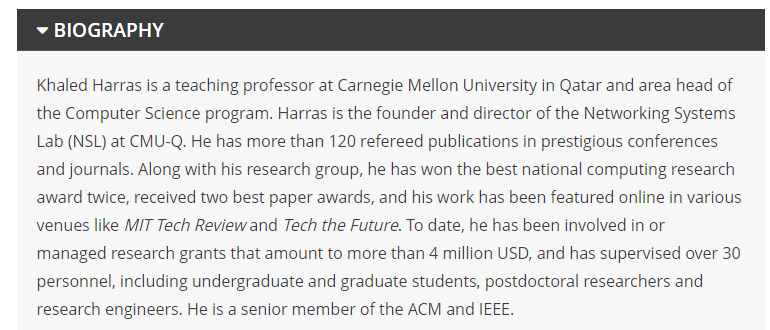 BIOGRAPHY
Khaled Harras is a teaching professor at Carnegie Mellon University in Qatar and area head of
the Computer Science program. Harras is the founder and director of the Networking Systems
Lab (NSL) at CMU-Q. He has more than 120 refereed publications in prestigious conferences
and journals. Along with his research group, he has won the best national computing research
award twice, received two best paper awards, and his work has been featured online in various
venues like MIT Tech Review and Tech the Future. To date, he has been involved in or
managed research grants that amount to more than 4 million USD, and has supervised over 30
personnel, including undergraduate and graduate students, postdoctoral researchers and
research engineers. He is a senior member of the ACM and IEEE.